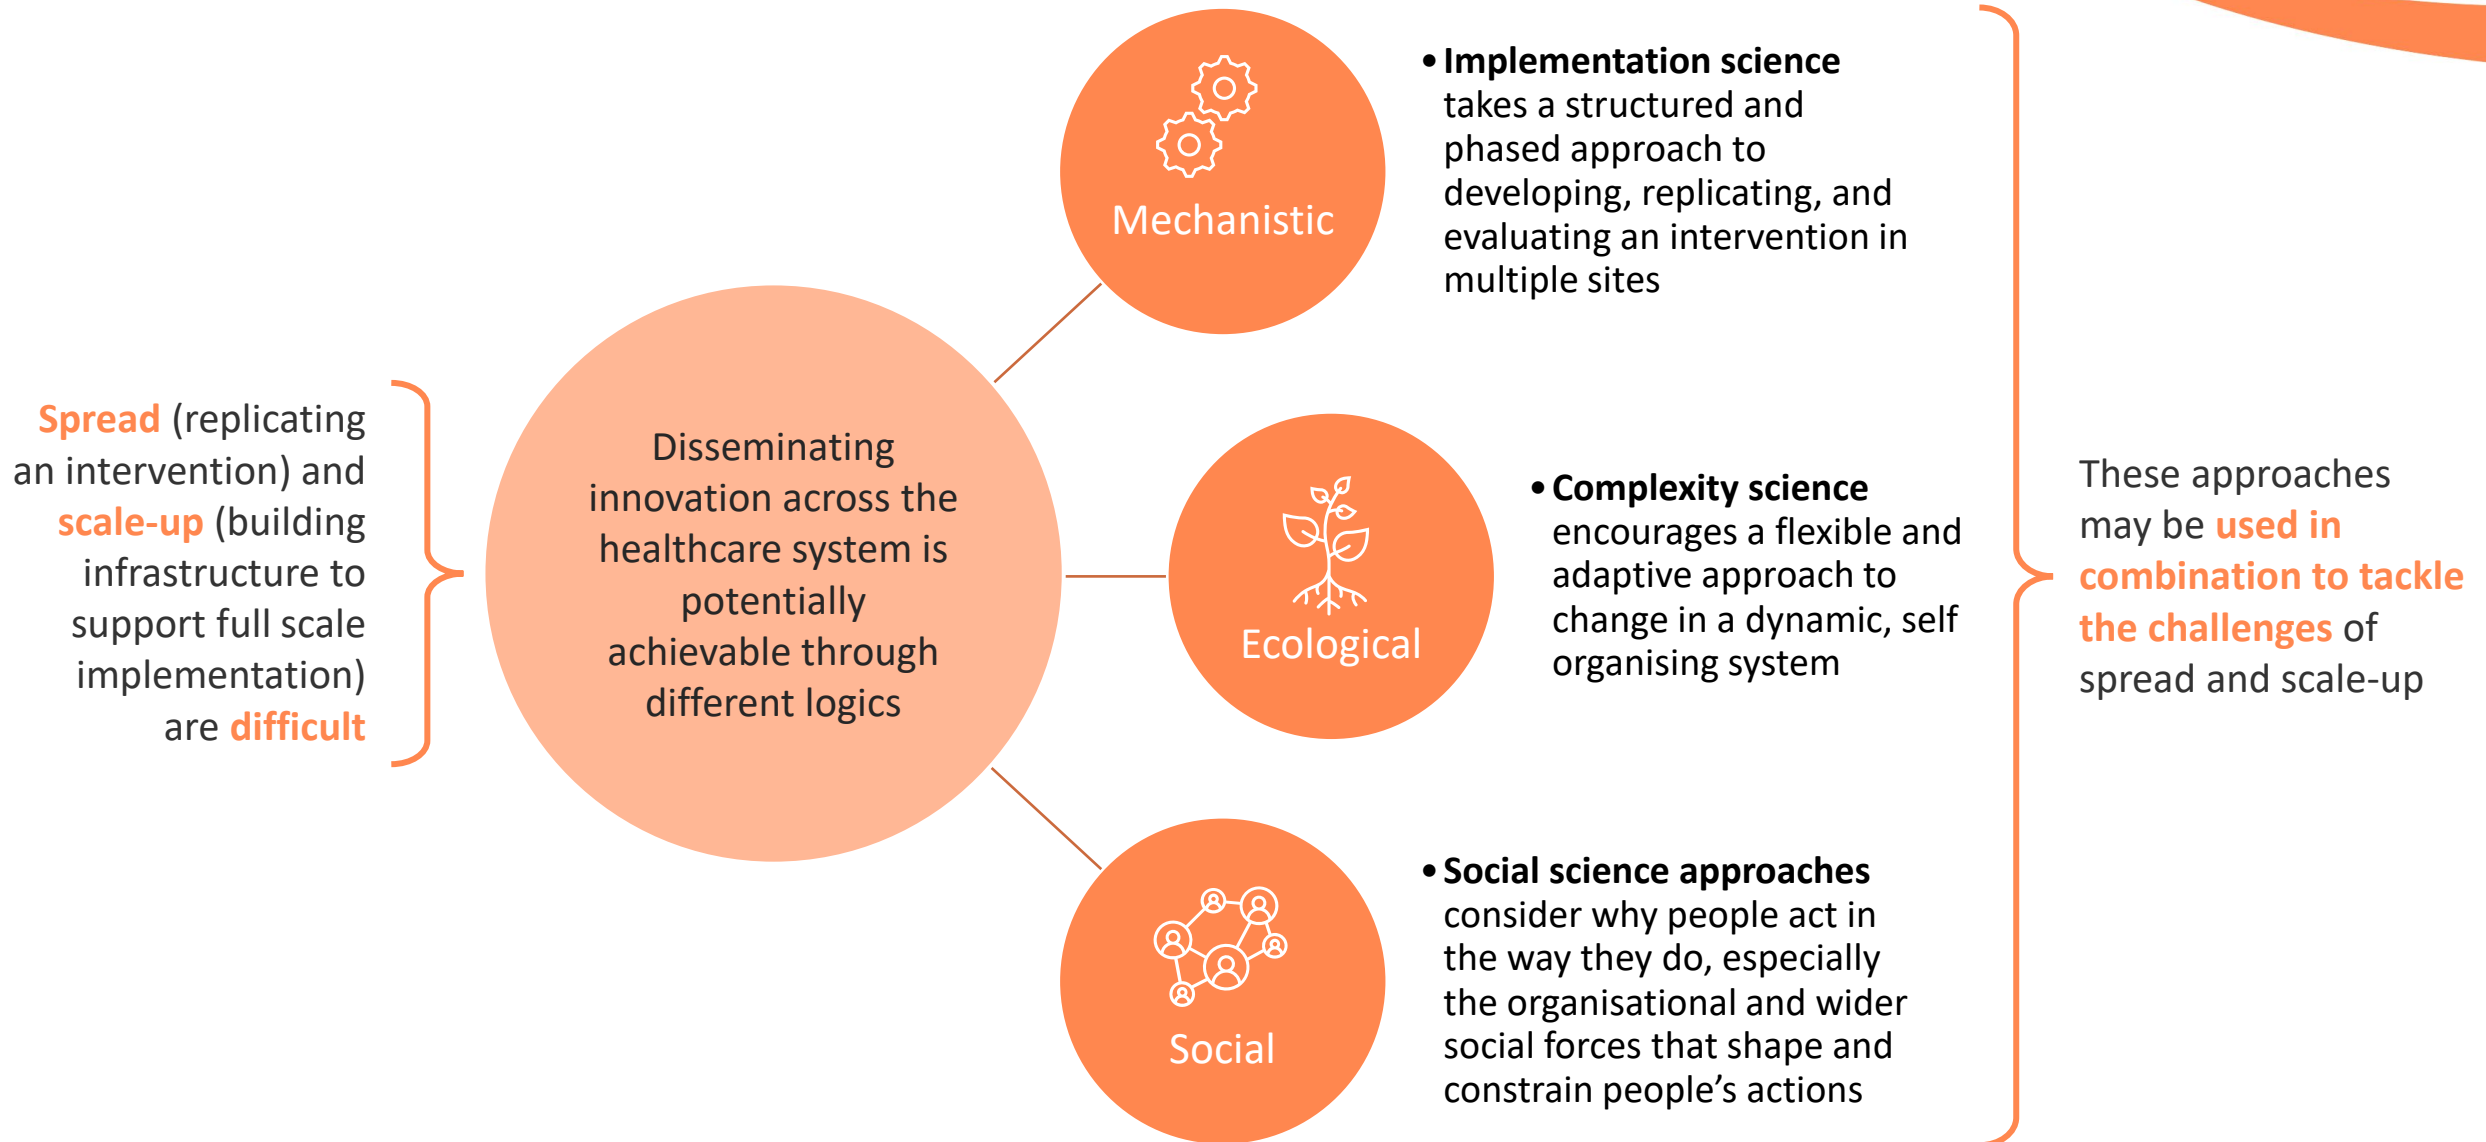 Spread (replicating
an intervention) and
scale-up (building
infrastructure to
support full scale
implementation)
are difficult
Disseminating
innovation across the
healthcare system is
potentially
achievable through
different logics
Mechanistic
•Implementation science
takes a structured and
phased approach to
developing, replicating, and
evaluating an intervention in
multiple sites
Ecological
•Complexity science
encourages a flexible and
adaptive approach to
change in a dynamic, self
organising system
Social
•Social science approaches
consider why people act in
the way they do, especially
the organisational and wider
social forces that shape and
constrain people’s actions
These approaches
may be used in
combination to tackle
the challenges of
spread and scale-up